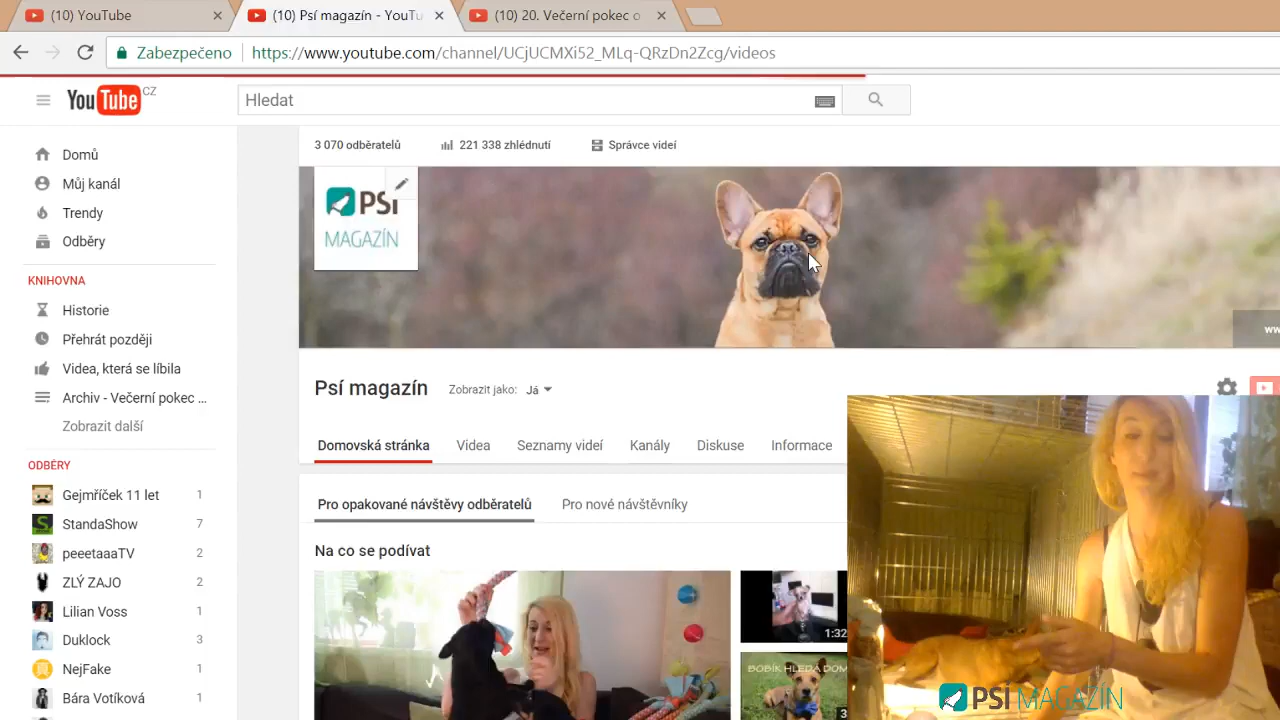 (10) YouTube
(10) Psí magazín - YouTu
(10) 20. Večerní pokec o
Zabezpečeno
https://www.youtube.com/channel/UCjUCMXi52_MLq-QRzDn2Zcg/videos
YouTube CZ
Hledat
3 070 odběratelů
221 338 zhlédnutí
Správce videí
Domů
Můj kanál
Trendy
Odběry
KNIHOVNA
Historie
Přehrát později
Videa, která se líbila
Archiv - Večerní pokec ...
Zobrazit další
ODBĚRY
Gejmříček 11 let 1
StandaShow 7
peeetaaaTV 2
ZLÝ ZAJO 2
Lilian Voss 1
Duklock 3
NejFake 1
Bára Votíková 1
PSÍ
MAGAZÍN
ww
Psí magazín
Zobrazit jako: Já
Domovská stránka
Videa
Seznamy videí
Kanály
Diskuse
Informace
Pro opakované návštěvy odběratelů
Pro nové návštěvníky
Na co se podívat
1:32
BOBÍK HLEDÁ DOM
3
PSÍ MAGAZÍN